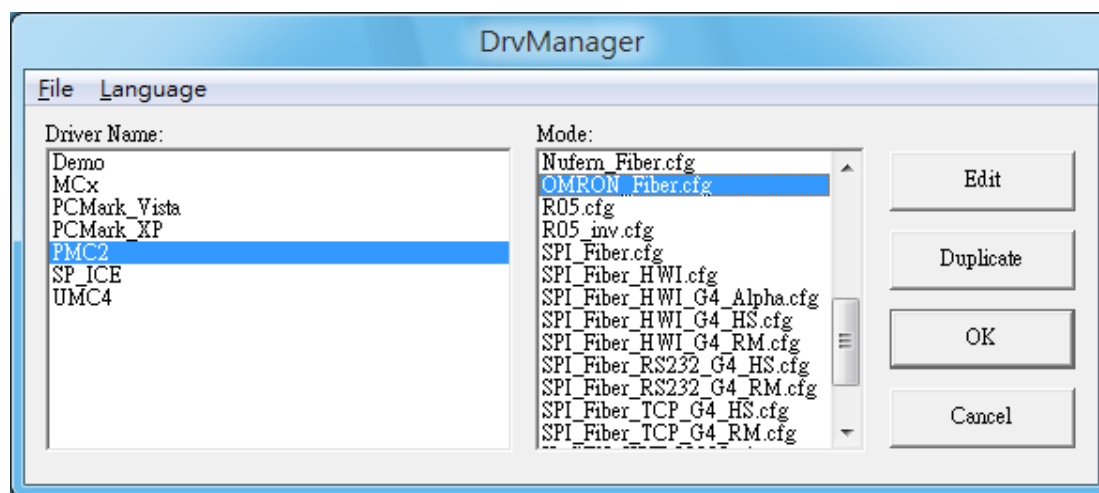 DrvManager
File Language
Driver Name:
Demo
MCx
PCMark_Vista
PCMark_XP
PMC2
SP_ICE
UMC4
Mode:
Nufern_Fiber.cfg
OMRON_Fiber.cfg
R05.cfg
R05_inv.cfg
SPI_Fiber.cfg
SPI_Fiber_HWI.cfg
SPI_Fiber_HWI_G4_Alpha.cfg
SPI_Fiber_HWI_G4_HS.cfg
SPI_Fiber_HWI_G4_RM.cfg
SPI_Fiber_RS232_G4_HS.cfg
SPI_Fiber_RS232_G4_RM.cfg
SPI_Fiber_TCP_G4_HS.cfg
SPI_Fiber_TCP_G4_RM.cfg
Edit
Duplicate
OK
Cancel